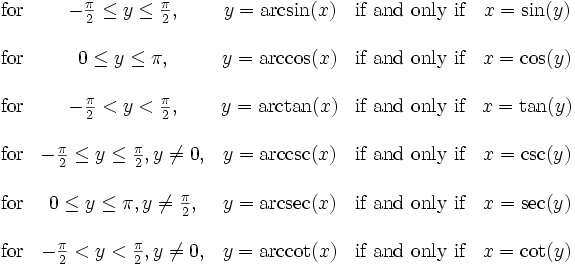 for −π/2 ≤ y ≤ π/2, y = arcsin(x) if and only if x = sin(y)
for 0 ≤ y ≤ π, y = arccos(x) if and only if x = cos(y)
for −π/2 < y < π/2, y = arctan(x) if and only if x = tan(y)
for −π/2 ≤ y ≤ π/2, y ≠ 0, y = arccsc(x) if and only if x = csc(y)
for 0 ≤ y ≤ π, y ≠ π/2, y = arcsec(x) if and only if x = sec(y)
for −π/2 < y < π/2, y ≠ 0, y = arccot(x) if and only if x = cot(y)